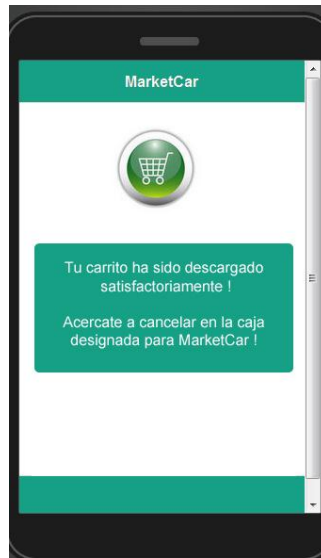 MarketCar
Tu carrito ha sido descargado
satisfactoriamente !
Acercate a cancelar en la caja
designada para MarketCar !